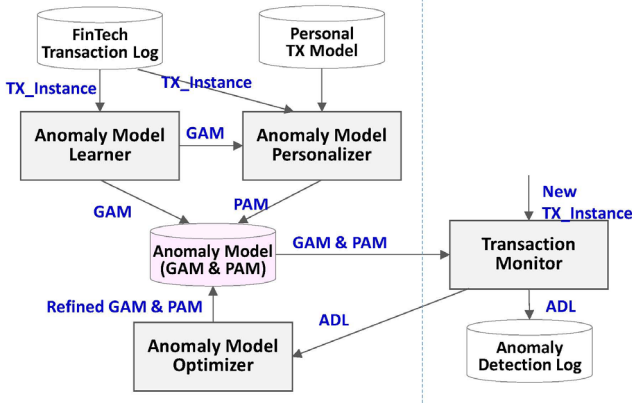 FinTech
Transaction Log
Personal
TX Model
TX_Instance
TX_Instance
Anomaly Model
Learner
GAM
Anomaly Model
Personalizer
GAM
PAM
New
TX_Instance
Anomaly Model
(GAM & PAM)
GAM & PAM
Transaction
Monitor
Refined GAM & PAM
ADL
ADL
Anomaly Model
Optimizer
Anomaly
Detection Log